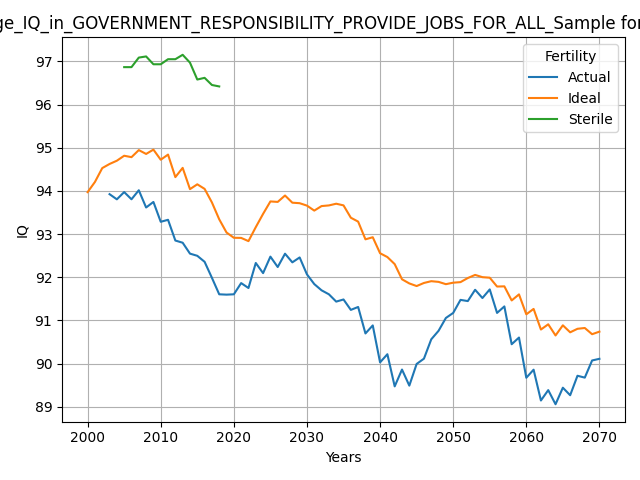 ge_IQ_in_GOVERNMENT_RESPONSIBILITY_PROVIDE_JOBS_FOR_ALL_Sample for
Fertility
Actual
Ideal
Sterile
97
96
95
94
93
92
91
90
89
IQ
2000 2010 2020 2030 2040 2050 2060 2070
Years